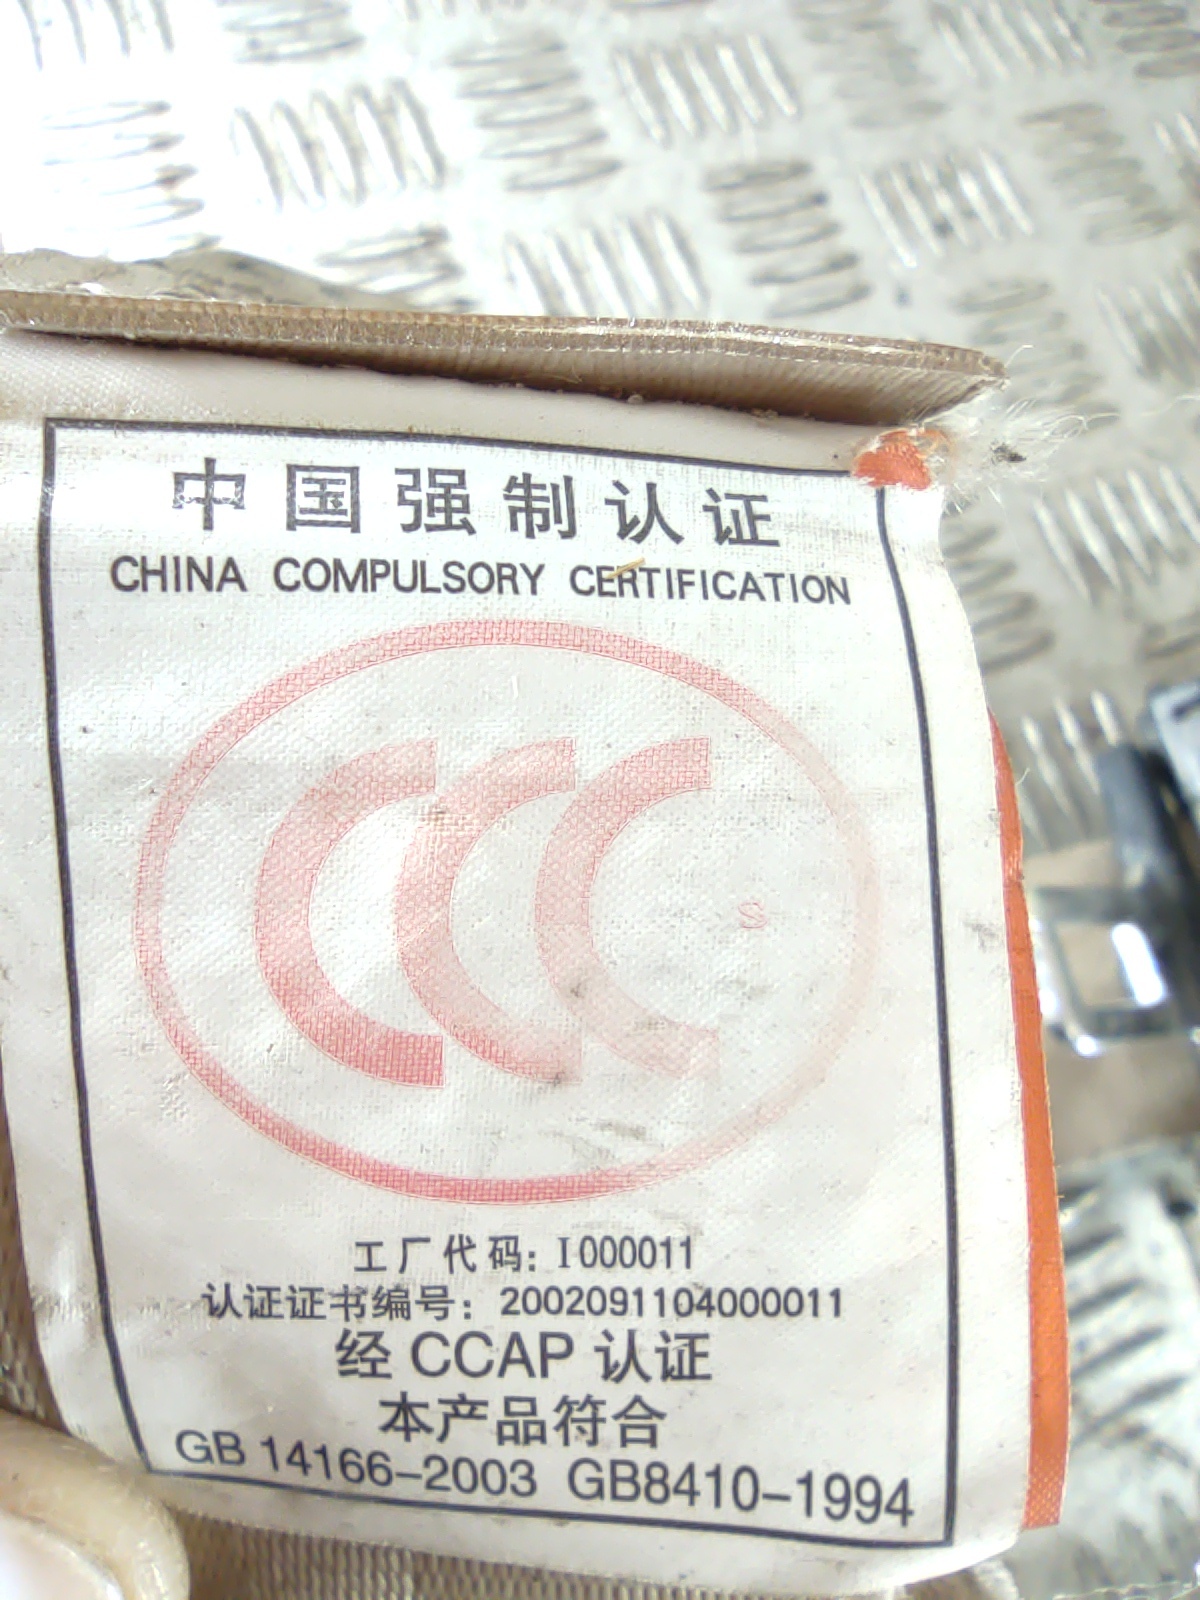 中国强制认证
CHINA COMPULSORY CERTIFICATION
CCC S
工厂代码: I000011
认证证书编号: 2002091104000011
经 CCAP 认证
本产品符合
GB 14166-2003 GB8410-1994